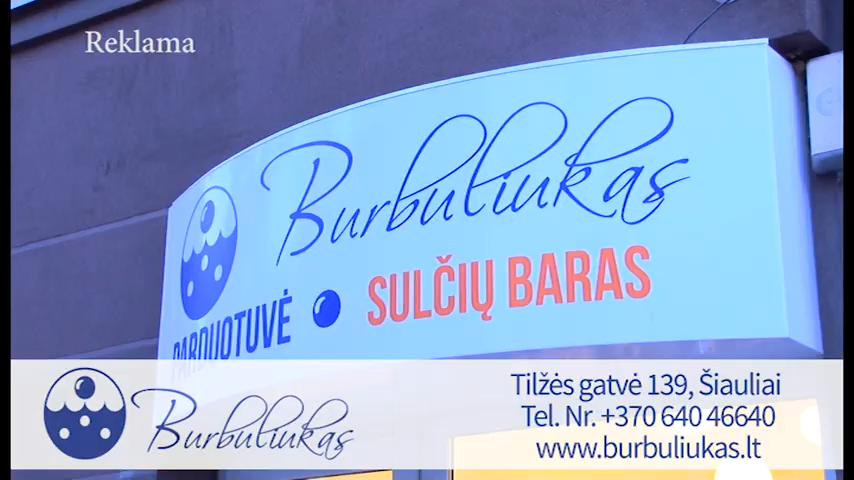 Reklama
Burbuliukas
PARDUOTUVĖ • SULČIŲ BARAS
Burbuliukas
Tilžės gatvė 139, Šiauliai
Tel. Nr. +370 640 46640
www.burbuliukas.lt